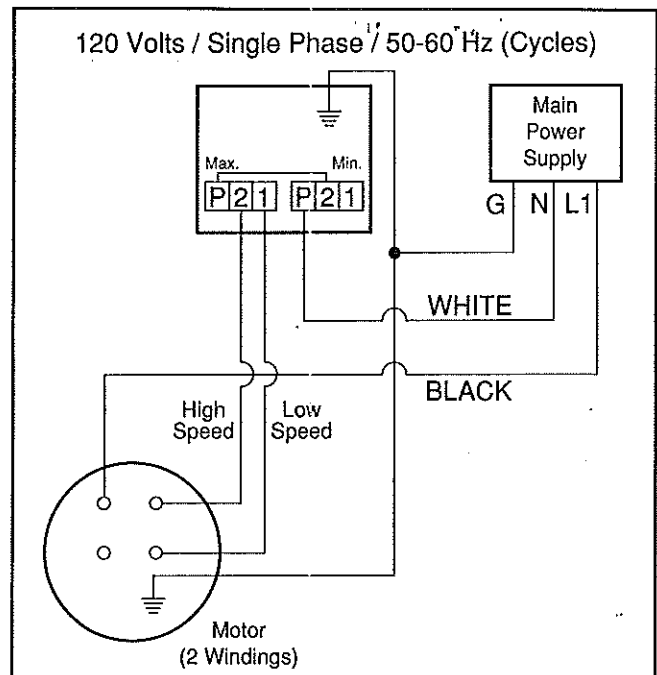 120 Volts / Single Phase / 50-60 Hz (Cycles)
Main
Power
Supply
Max.
Min.
P 2 1
P 2 1
G N L1
WHITE
BLACK
High
Speed
Low
Speed
Motor
(2 Windings)